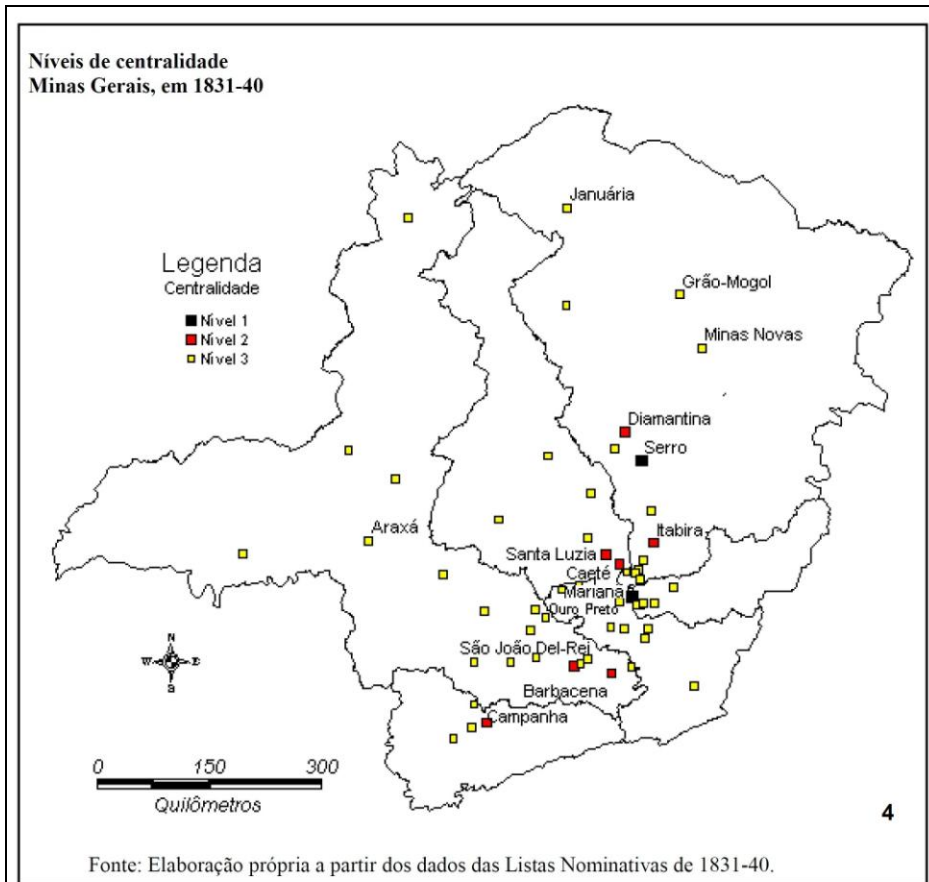 Níveis de centralidade
Minas Gerais, em 1831-40
Januária
Legenda
Centralidade
Nível 1
Nível 2
Nível 3
Grão-Mogol
Minas Novas
Diamantina
Serro
Araxá
Itabira
Santa Luzia
Caeté
Mariana
Ouro Preto
N
W E
S
São João Del-Rei
Barbacena
Campanha
0 150 300
Quilômetros
4
Fonte: Elaboração própria a partir dos dados das Listas Nominativas de 1831-40.